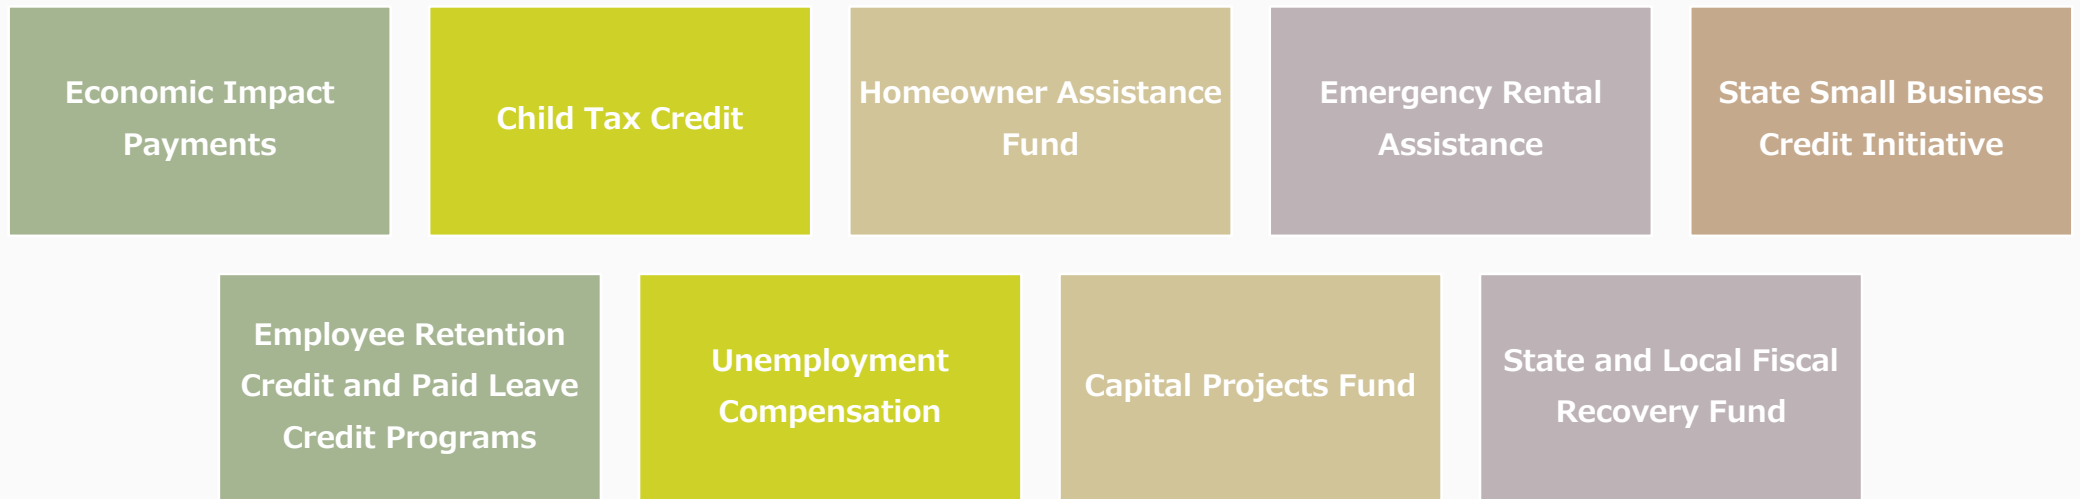 Economic Impact
Payments
Child Tax Credit
Homeowner Assistance
Fund
Emergency Rental
Assistance
State Small Business
Credit Initiative
Employee Retention
Credit and Paid Leave
Credit Programs
Unemployment
Compensation
Capital Projects Fund
State and Local Fiscal
Recovery Fund